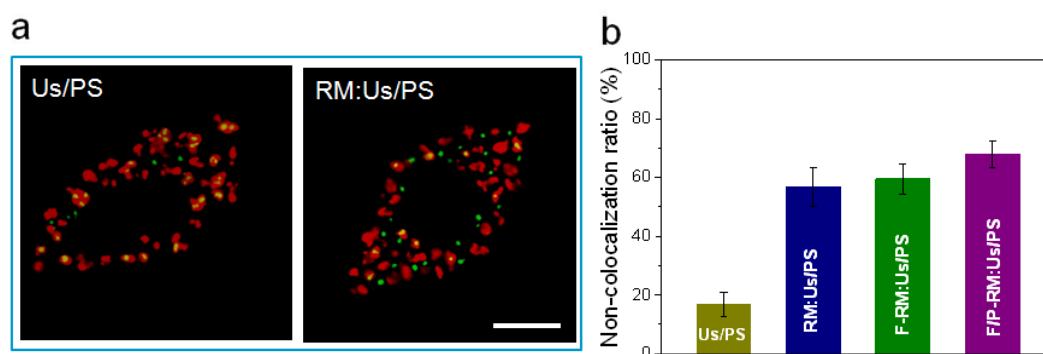 a
b
Us/PS
RM:Us/PS
Non-colocalization ratio (%)
100
80
60
40
20
0
Us/PS
RM:Us/PS
F-RM:Us/PS
F/P-RM:Us/PS